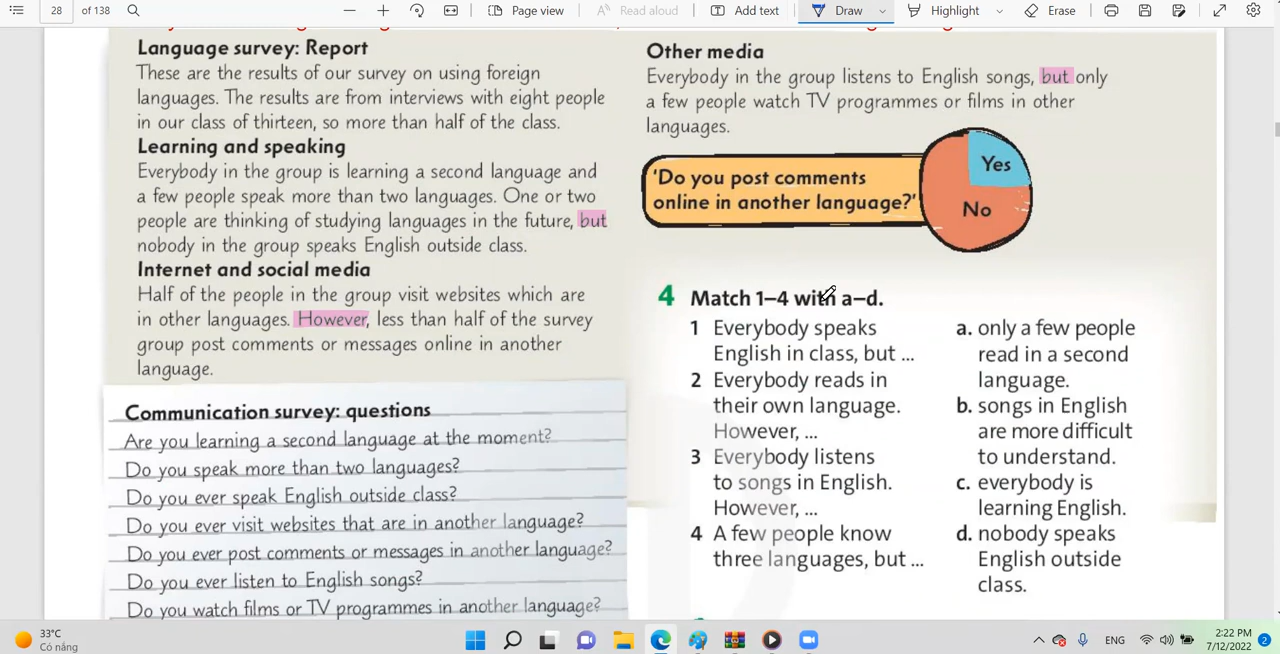 28 of 138
Page view
Read aloud
Add text
Draw
Highlight
Erase
Language survey: Report
These are the results of our survey on using foreign
languages. The results are from interviews with eight people
in our class of thirteen, so more than half of the class.
Learning and speaking
Everybody in the group is learning a second language and
a few people speak more than two languages. One or two
people are thinking of studying languages in the future, but
nobody in the group speaks English outside class.
Internet and social media
Half of the people in the group visit websites which are
in other languages. However, less than half of the survey
group post comments or messages online in another
language.
Communication survey: questions
Are you learning a second language at the moment?
Do you speak more than two languages?
Do you ever speak English outside class?
Do you ever visit websites that are in another language?
Do you ever post comments or messages in another language?
Do you ever listen to English songs?
Do you watch films or TV programmes in another language?
Other media
Everybody in the group listens to English songs, but only
a few people watch TV programmes or films in other
languages.
'Do you post comments
online in another language?'
Yes
No
4 Match 1–4 with a–d.
1 Everybody speaks
English in class, but ...
2 Everybody reads in
their own language.
However, ...
3 Everybody listens
to songs in English.
However, ...
4 A few people know
three languages, but ...
a. only a few people
read in a second
language.
b. songs in English
are more difficult
to understand.
c. everybody is
learning English.
d. nobody speaks
English outside
class.
33°C
Có nắng
ENG
2:22 PM
7/12/2022
2